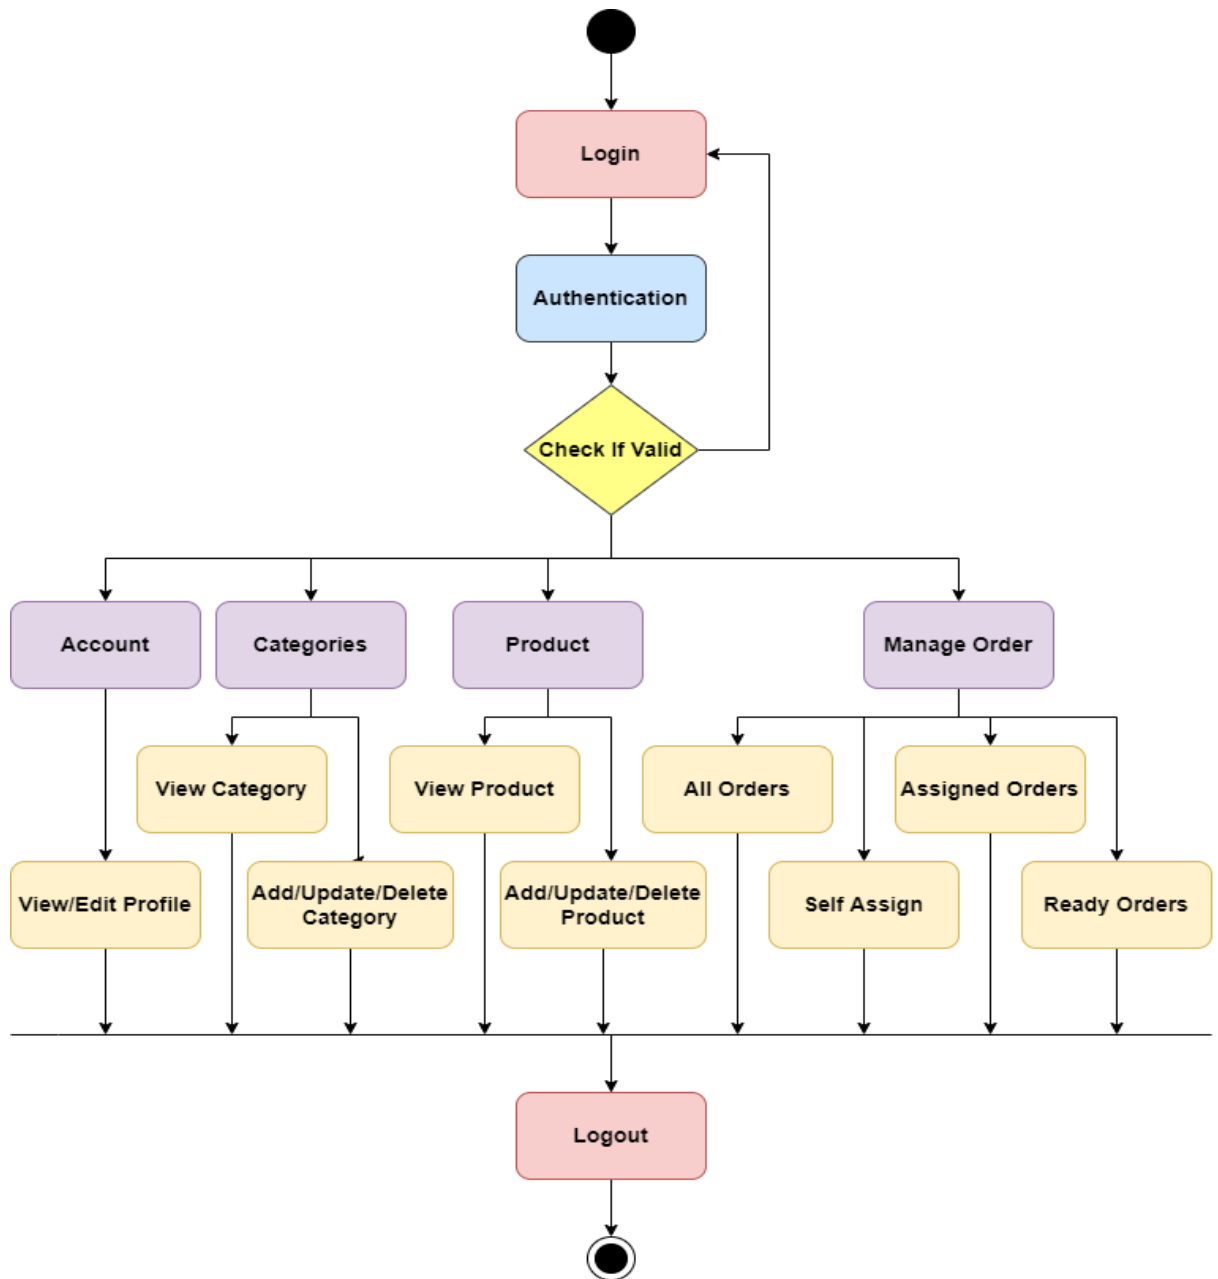 Login
Authentication
Check If Valid
Account
Categories
Product
Manage Order
View Category
View Product
All Orders
Assigned Orders
View/Edit Profile
Add/Update/Delete
Category
Add/Update/Delete
Product
Self Assign
Ready Orders
Logout